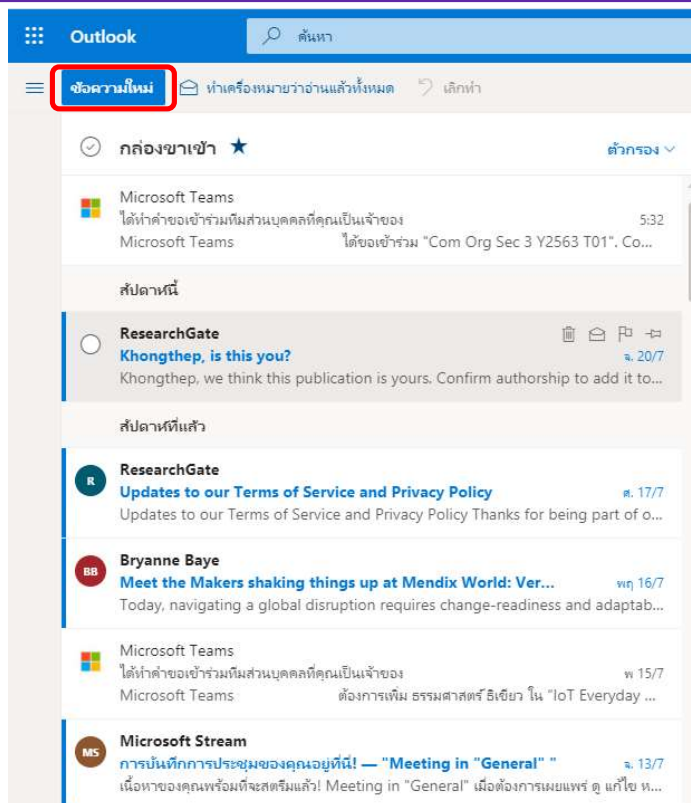 Outlook
ค้นหา
ข้อความใหม่ ทำเครื่องหมายว่าอ่านแล้วทั้งหมด เลิกทำ
กล่องขาเข้า ตัวกรอง
Microsoft Teams
ได้ทำคำขอเข้าร่วมทีมส่วนบุคคลที่คุณเป็นเจ้าของ 5:32
Microsoft Teams ได้ขอเข้าร่วม "Com Org Sec 3 Y2563 T01". Co...
สัปดาห์นี้
ResearchGate
Khongthep, is this you? จ. 20/7
Khongthep, we think this publication is yours. Confirm authorship to add it to...
สัปดาห์ที่แล้ว
R
ResearchGate
Updates to our Terms of Service and Privacy Policy ศ. 17/7
Updates to our Terms of Service and Privacy Policy Thanks for being part of o...
BB
Bryanne Baye
Meet the Makers shaking things up at Mendix World: Ver... พฤ 16/7
Today, navigating a global disruption requires change-readiness and adaptab...
Microsoft Teams
ได้ทำคำขอเข้าร่วมทีมส่วนบุคคลที่คุณเป็นเจ้าของ พ 15/7
Microsoft Teams ต้องการเพิ่ม ธรรมศาสตร์ ธิเขียว ใน "IoT Everyday ...
MS
Microsoft Stream
การบันทึกการประชุมของคุณอยู่ที่นี่! — "Meeting in "General" " จ. 13/7
เนื้อหาของคุณพร้อมที่จะสตรีมแล้ว! Meeting in "General" เมื่อต้องการเผยแพร่ ดู แก้ไข ห...